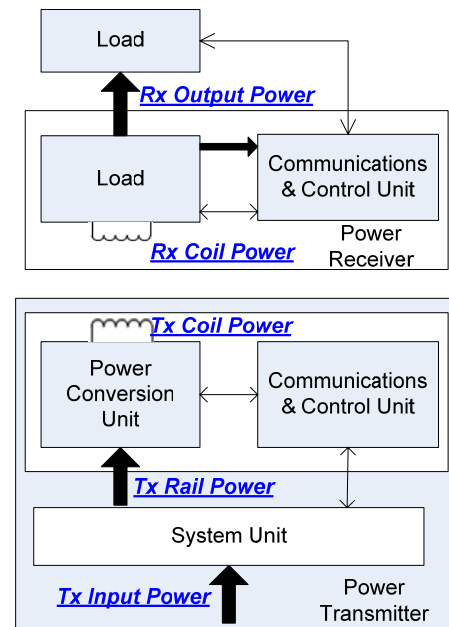 Load
Rx Output Power
Load
Communications
& Control Unit
Rx Coil Power
Power
Receiver
Tx Coil Power
Power
Conversion
Unit
Communications
& Control Unit
Tx Rail Power
System Unit
Tx Input Power
Power
Transmitter